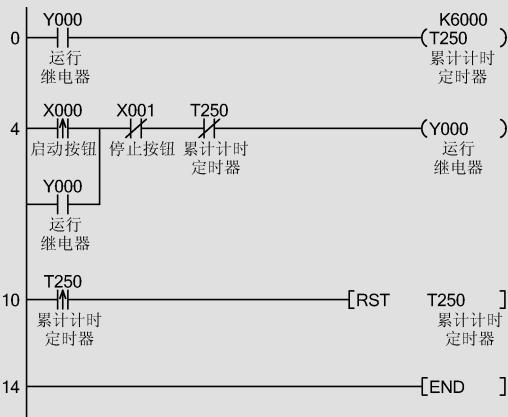 Y000 K6000
0 T250
运行 累计计时
继电器 定时器
X000 X001 T250
4 Y000
启动按钮 停止按钮 累计计时 运行
定时器 继电器
Y000
运行
继电器
T250
10 RST T250
累计计时 累计计时
定时器 定时器
14 END